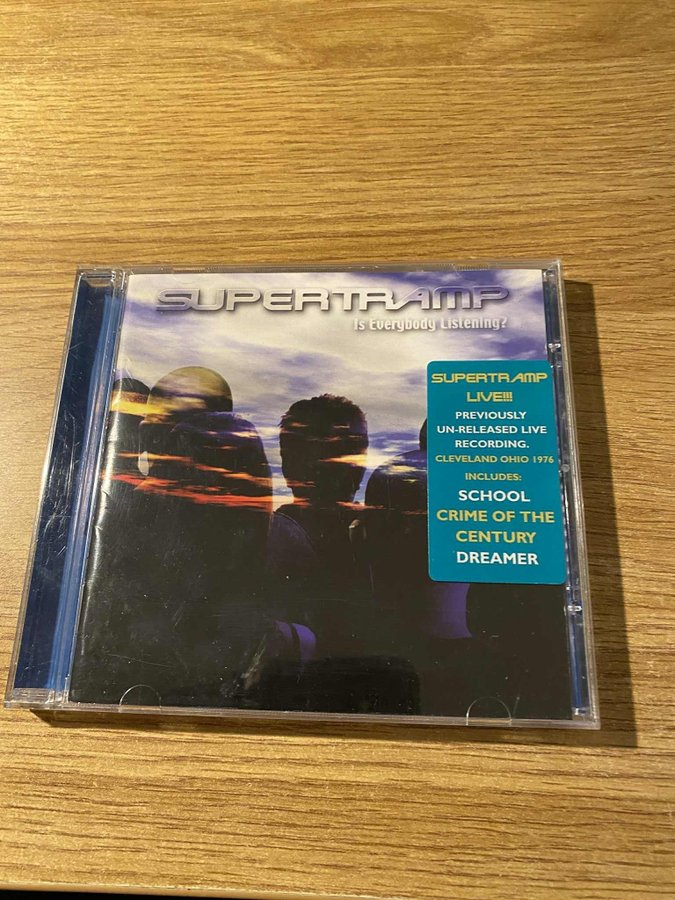 SUPERTRAMP
Is Everybody Listening?
SUPERTRAMP
LIVE!!!
PREVIOUSLY
UN-RELEASED LIVE
RECORDING.
CLEVELAND OHIO 1976
INCLUDES:
SCHOOL
CRIME OF THE
CENTURY
DREAMER